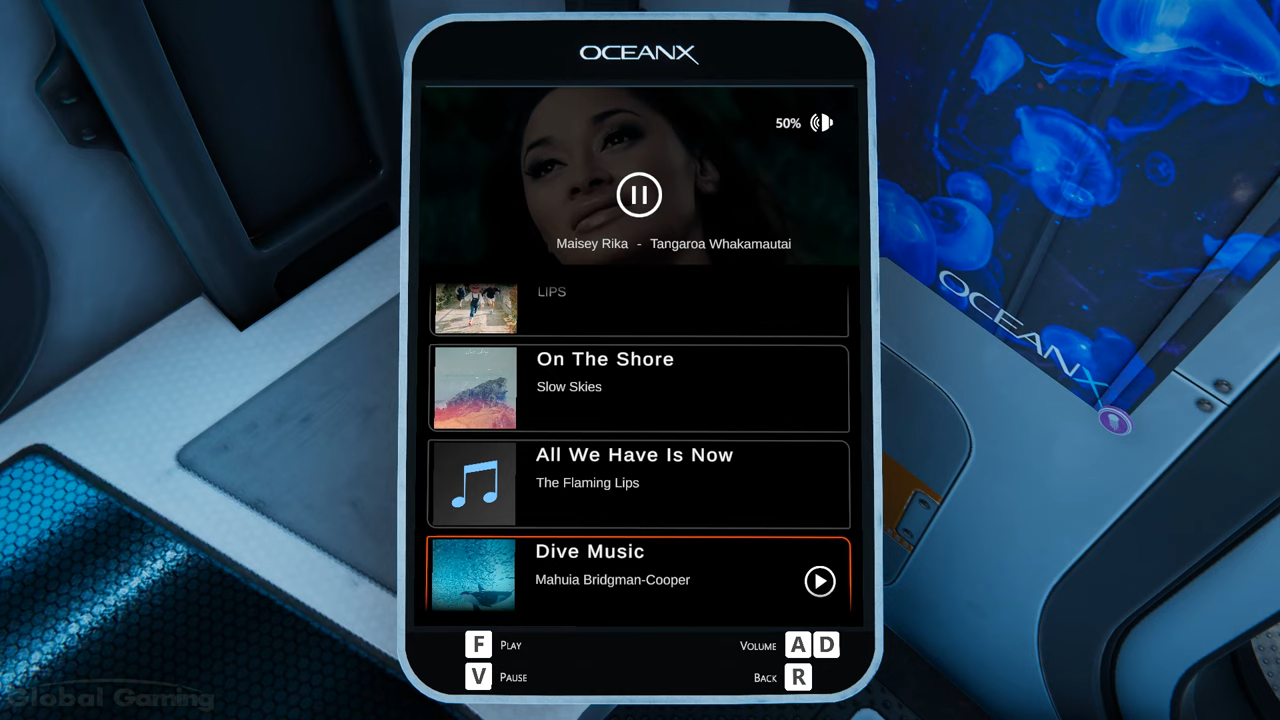 OCEANX
50%
Maisey Rika - Tangaroa Whakamautai
LIPS
On The Shore
Slow Skies
All We Have Is Now
The Flaming Lips
Dive Music
Mahuia Bridgman-Cooper
F PLAY
VOLUME A D
V PAUSE
BACK R
OCEANX
Global Gaming